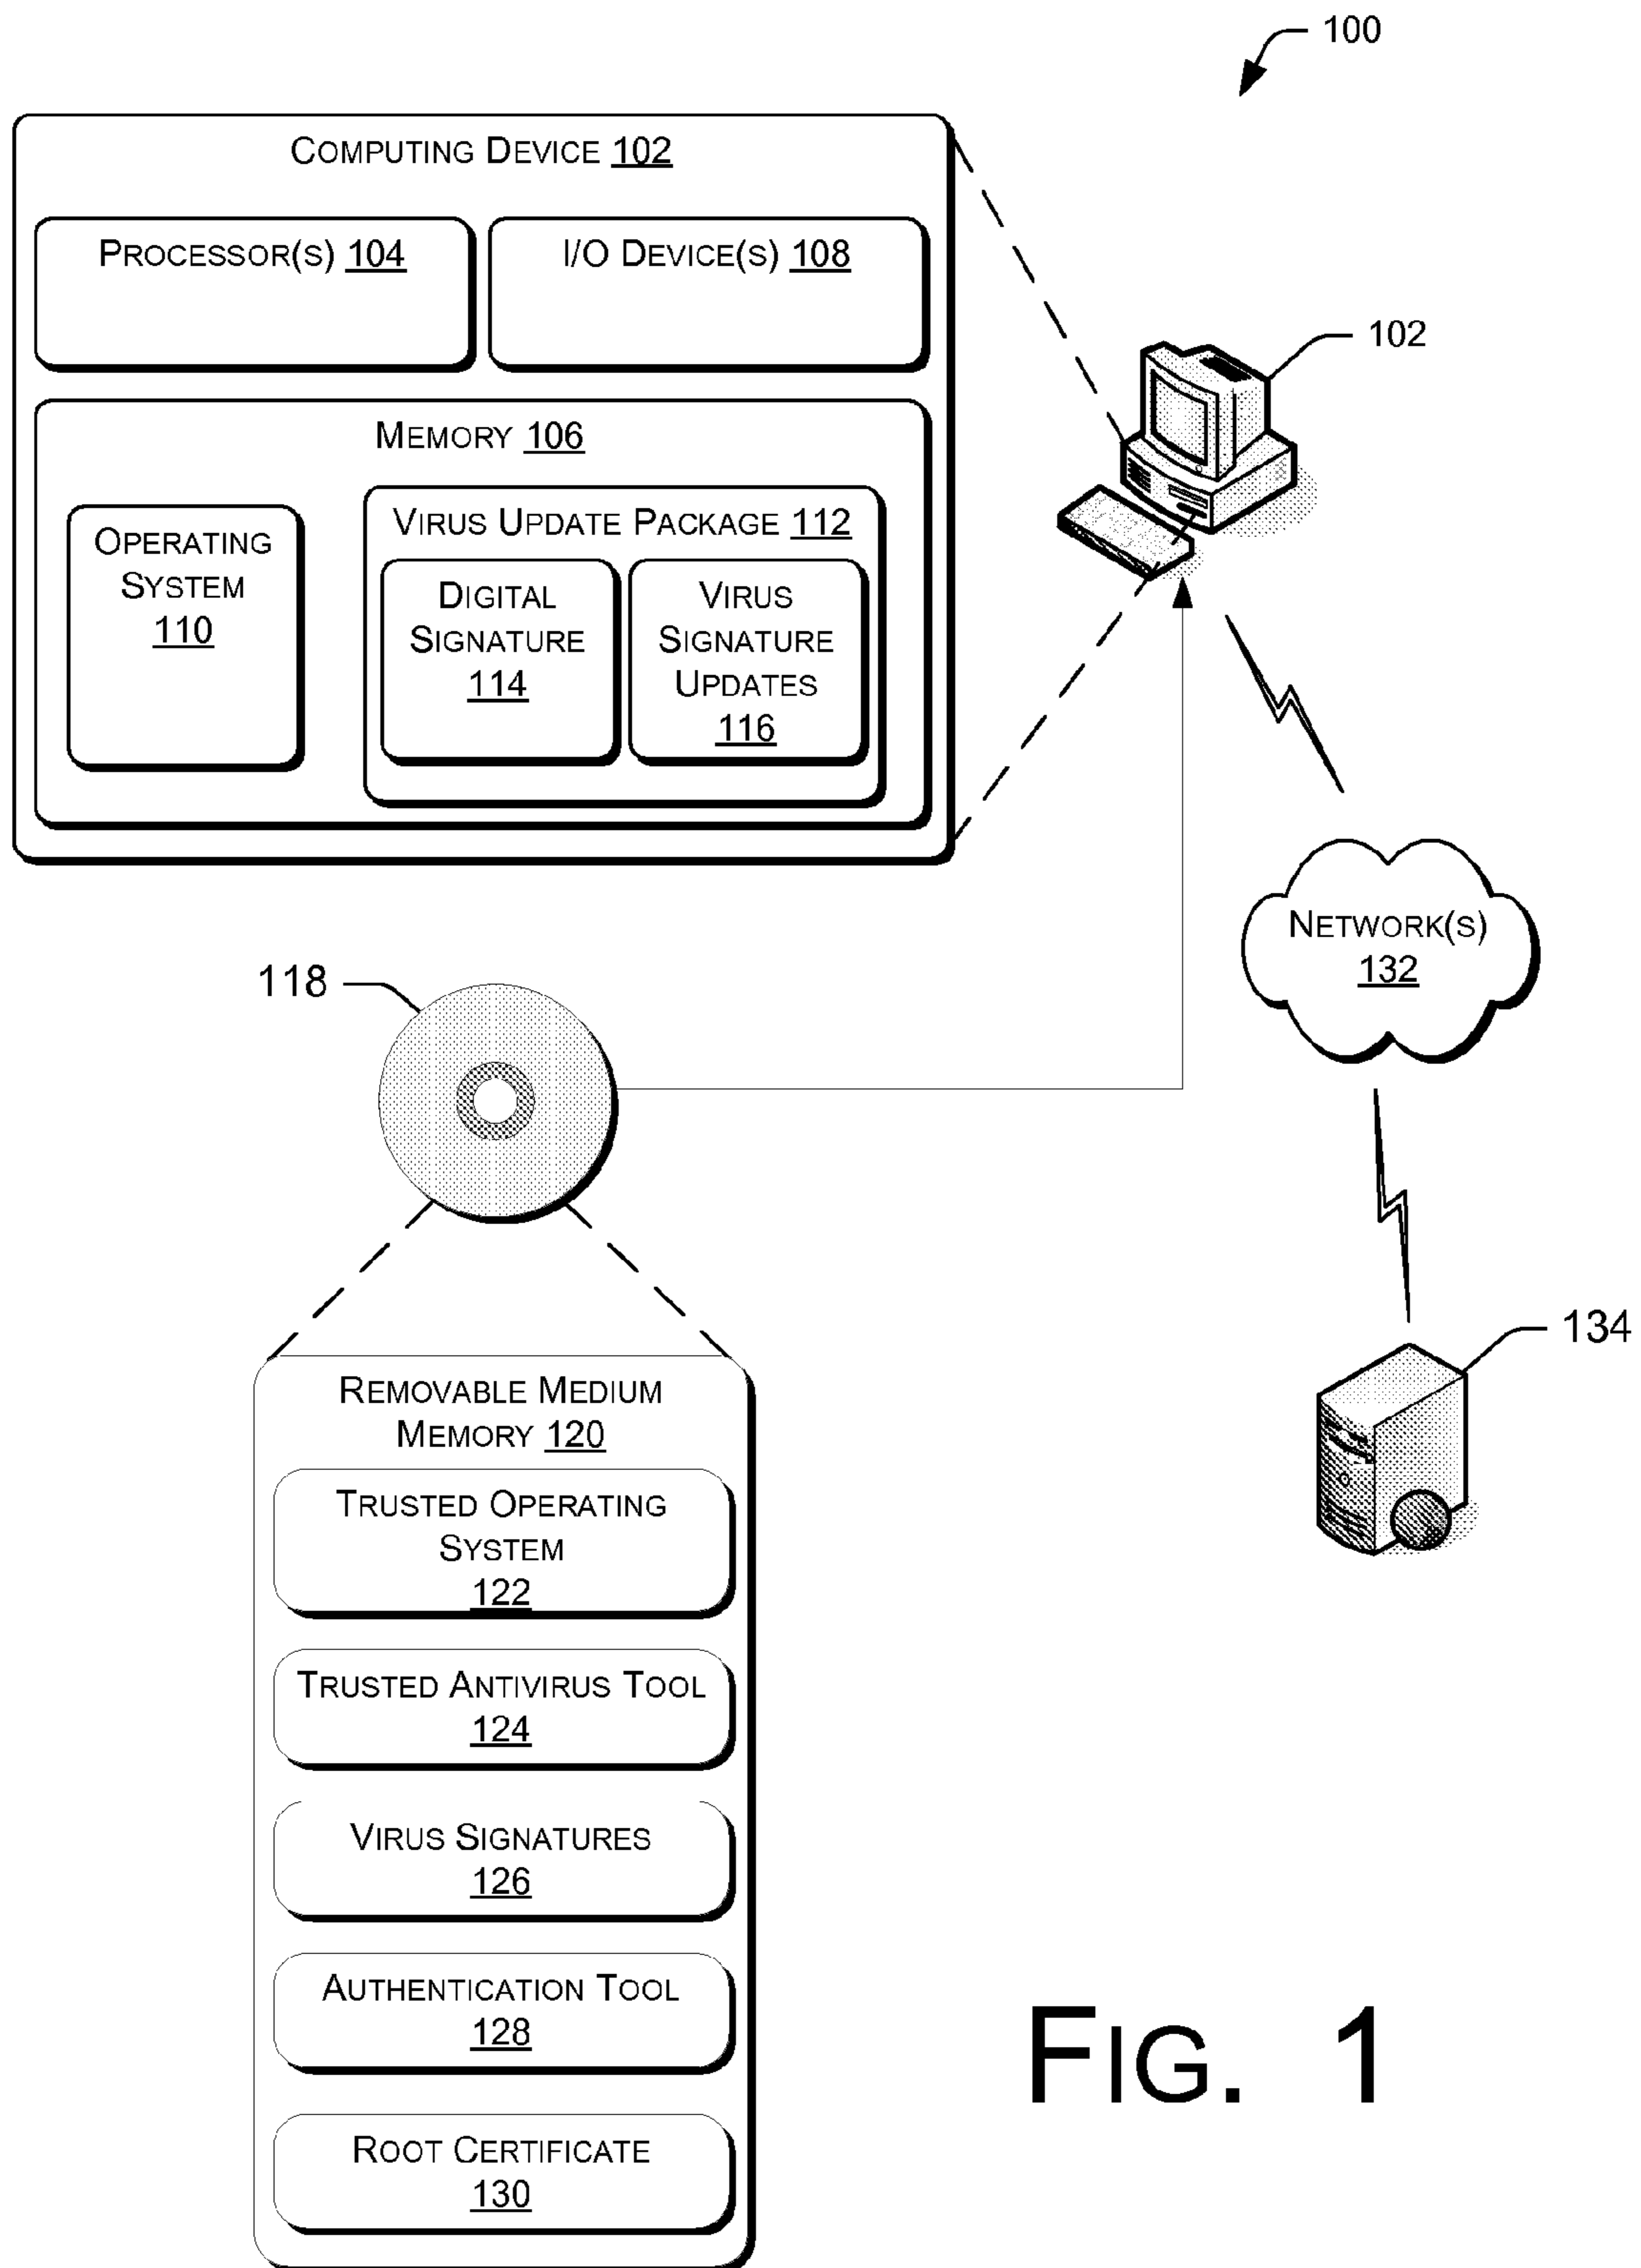 100
COMPUTING DEVICE 102
PROCESSOR(S) 104
I/O DEVICE(S) 108
102
MEMORY 106
OPERATING
SYSTEM
110
VIRUS UPDATE PACKAGE 112
DIGITAL
SIGNATURE
114
VIRUS
SIGNATURE
UPDATES
116
NETWORK(S)
132
118
134
REMOVABLE MEDIUM
MEMORY 120
TRUSTED OPERATING
SYSTEM
122
TRUSTED ANTIVIRUS TOOL
124
VIRUS SIGNATURES
126
AUTHENTICATION TOOL
128
ROOT CERTIFICATE
130
FIG. 1